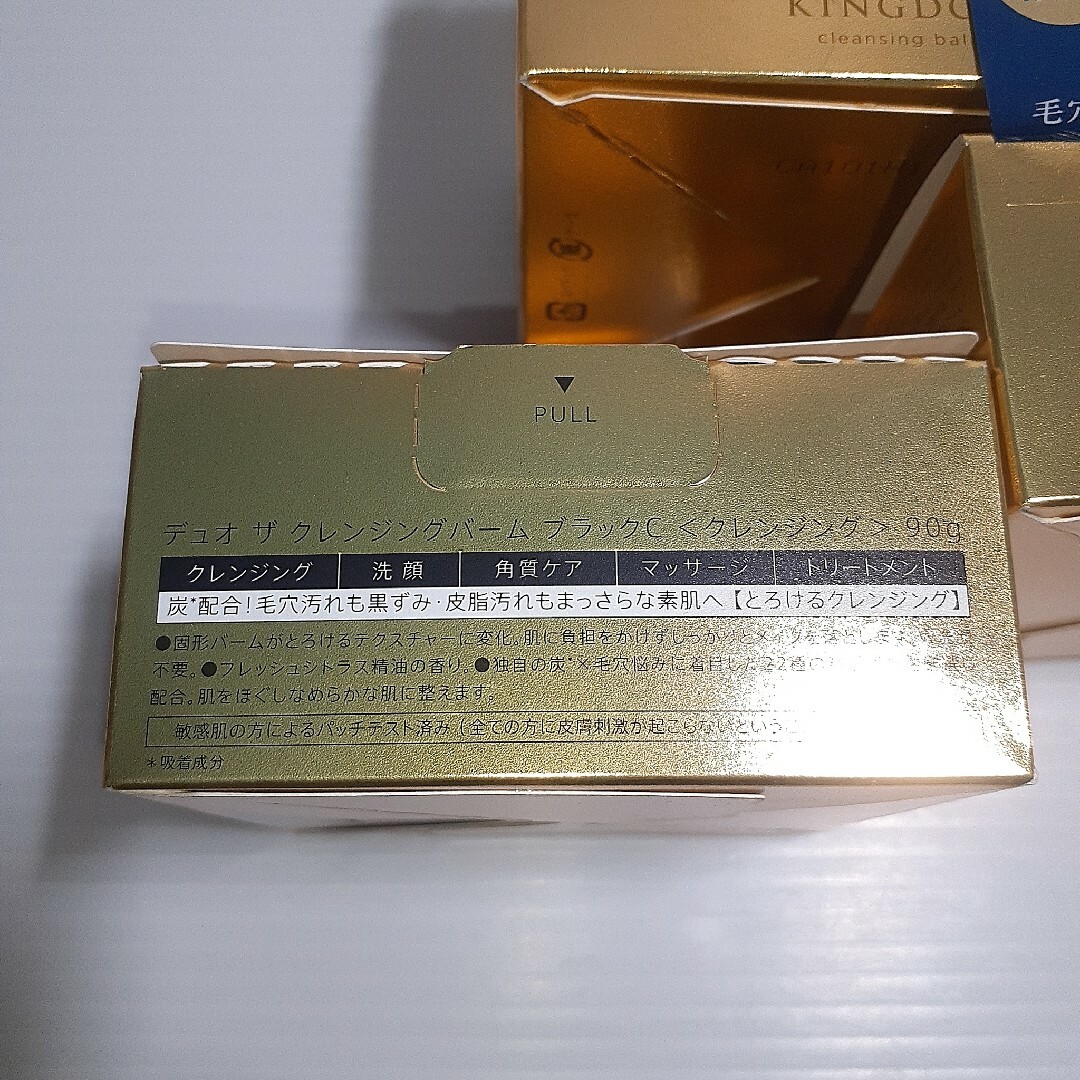 KINGDO
cleansing bal
毛穴
PULL
デュオ ザ クレンジングバーム ブラックC <クレンジング> 90g
クレンジング 洗顔 角質ケア マッサージ トリートメント
炭*配合!毛穴汚れも黒ずみ・皮脂汚れもまっさらな素肌へ【とろけるクレンジング】
●固形バームがとろけるテクスチャーに変化。肌に負担をかけずしっかりとメイクを落とし
不要。●フレッシュシトラス精油の香り。●独自の炭*×毛穴悩みに着目した全22種の
配合。肌をほぐしなめらかな肌に整えます。
敏感肌の方によるパッチテスト済み(全ての方に皮膚刺激が起こらないという
*吸着成分